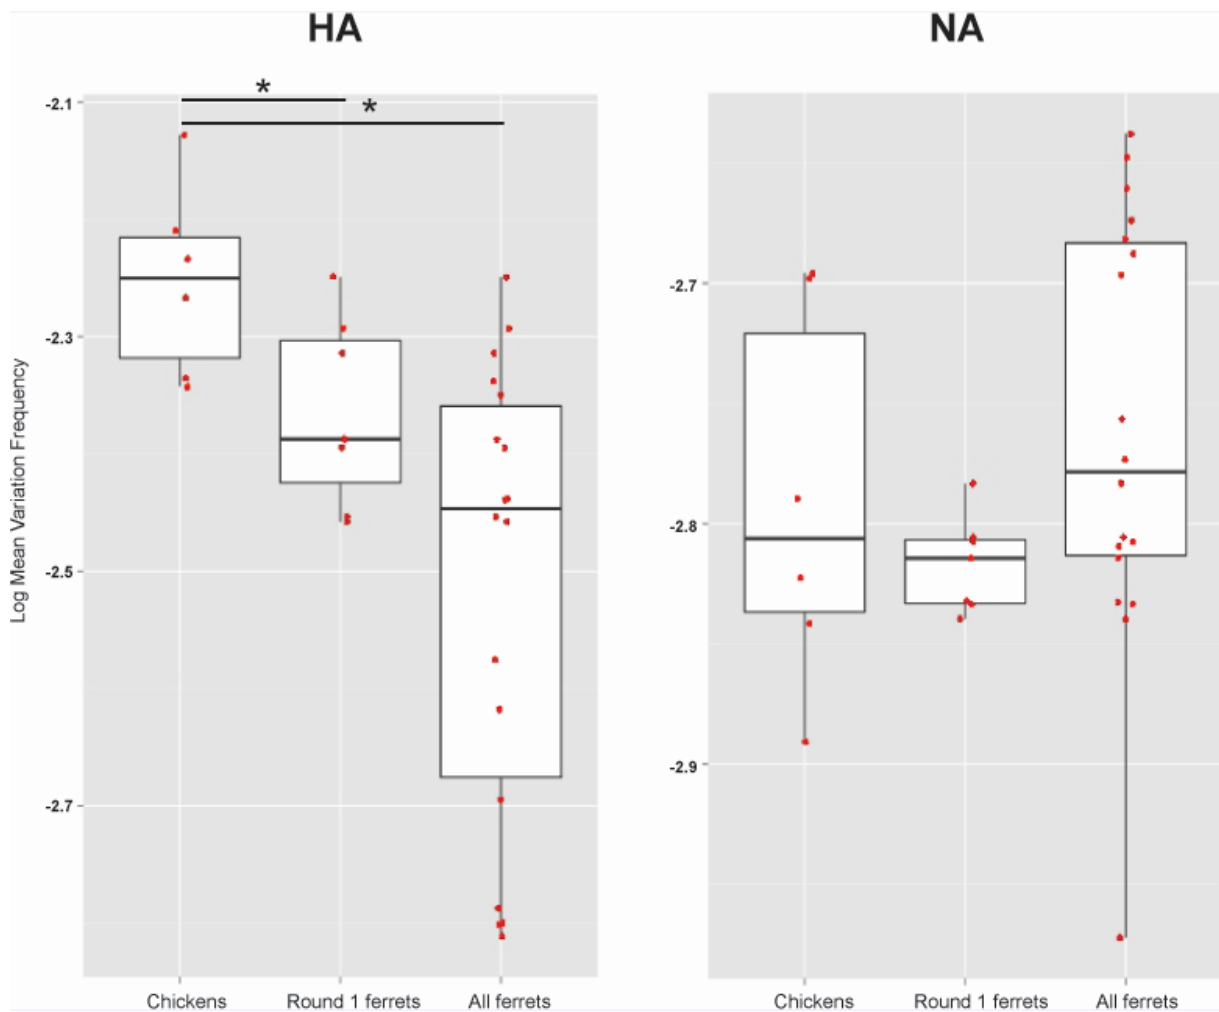 HA
NA
*
*
Log Mean Variation Frequency
-2.1
-2.3
-2.5
-2.7
-2.7
-2.8
-2.9
Chickens
Round 1 ferrets
All ferrets
Chickens
Round 1 ferrets
All ferrets